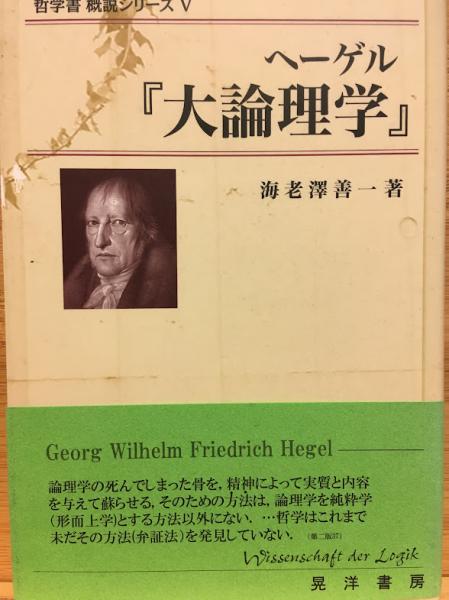 哲学書 概説シリーズ V
ヘーゲル
『大論理学』
海老澤善一 著
Georg Wilhelm Friedrich Hegel
論理学の死んでしまった骨を，精神によって実質と内容
を与えて蘇らせる，そのための方法は，論理学を純粋学
（形而上学）とする方法以外にない．…哲学はこれまで
未だその方法（弁証法）を発見していない．〔第二版37〕
Wissenschaft der Logik
晃洋書房